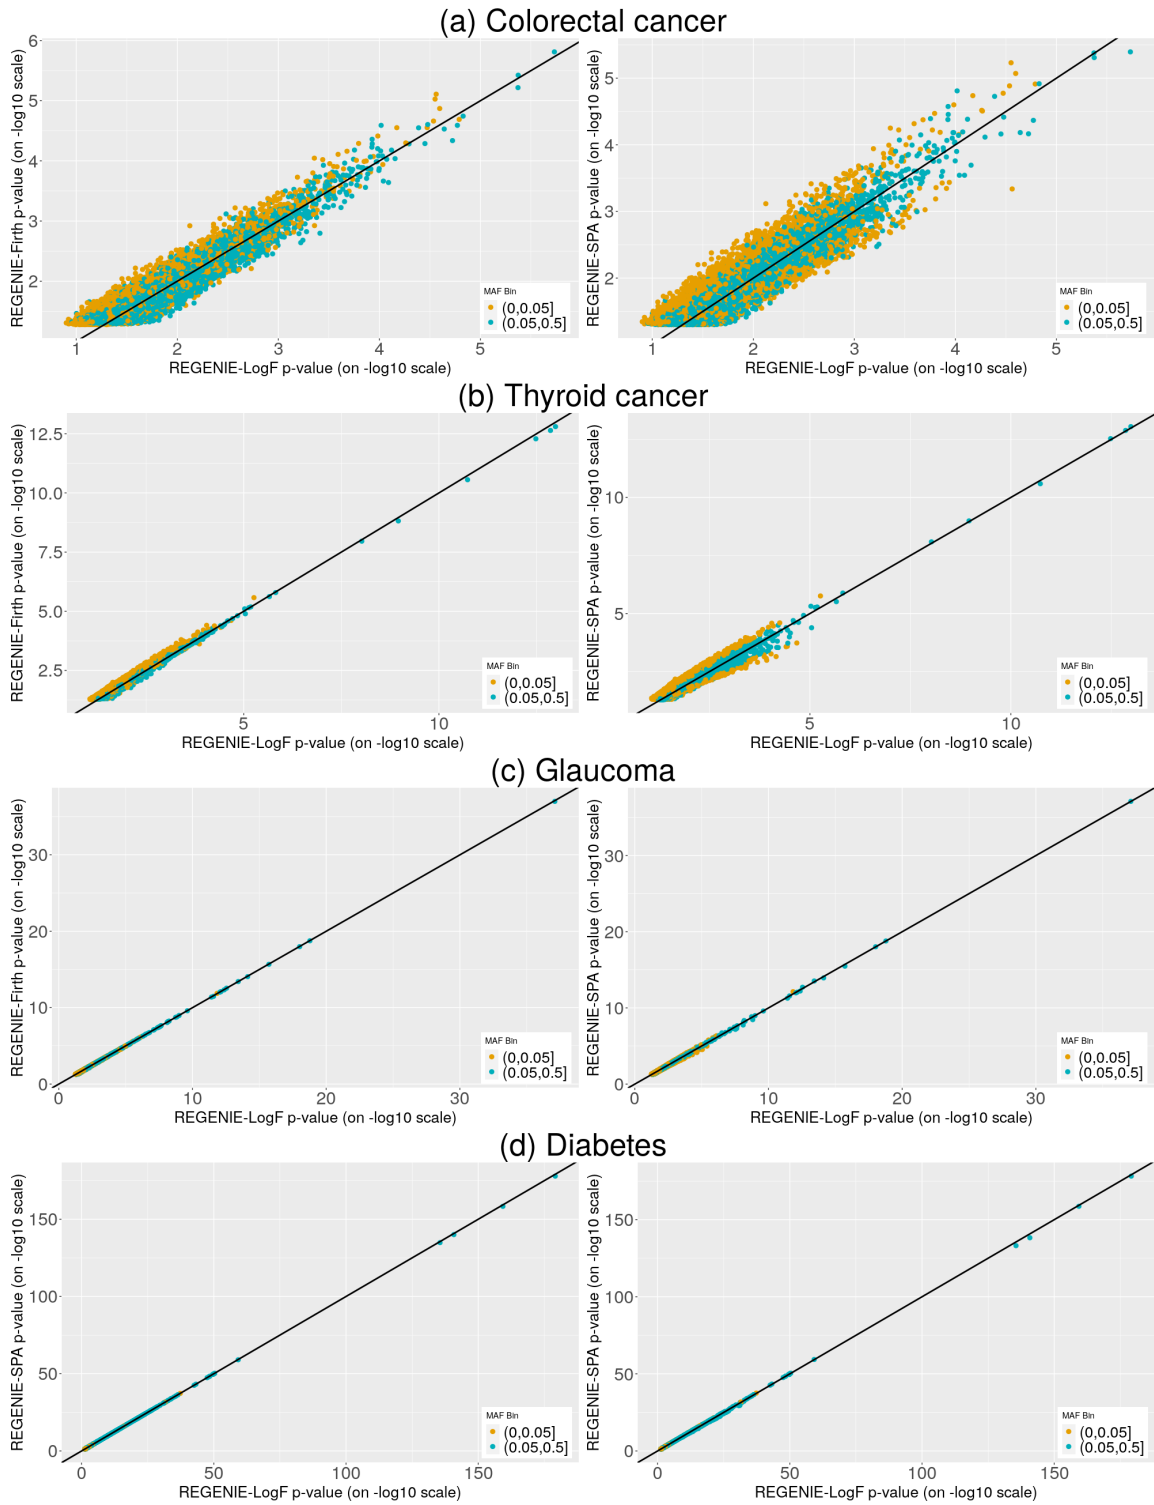 (a) Colorectal cancer
REGENIE-Firth p-value (on -log10 scale)
6
5
4
3
2
1
2
3
4
5
REGENIE-LogF p-value (on -log10 scale)
MAF Bin
(0,0.05]
(0.05,0.5]
REGENIE-SPA p-value (on -log10 scale)
5
4
3
2
1
2
3
4
5
REGENIE-LogF p-value (on -log10 scale)
MAF Bin
(0,0.05]
(0.05,0.5]
(b) Thyroid cancer
REGENIE-Firth p-value (on -log10 scale)
12.5
10.0
7.5
5.0
2.5
5
10
REGENIE-LogF p-value (on -log10 scale)
MAF Bin
(0,0.05]
(0.05,0.5]
REGENIE-SPA p-value (on -log10 scale)
10
5
5
10
REGENIE-LogF p-value (on -log10 scale)
MAF Bin
(0,0.05]
(0.05,0.5]
(c) Glaucoma
REGENIE-Firth p-value (on -log10 scale)
30
20
10
0
0
10
20
30
REGENIE-LogF p-value (on -log10 scale)
MAF Bin
(0,0.05]
(0.05,0.5]
REGENIE-SPA p-value (on -log10 scale)
30
20
10
0
0
10
20
30
REGENIE-LogF p-value (on -log10 scale)
MAF Bin
(0,0.05]
(0.05,0.5]
(d) Diabetes
REGENIE-SPA p-value (on -log10 scale)
150
100
50
0
0
50
100
150
REGENIE-LogF p-value (on -log10 scale)
MAF Bin
(0,0.05]
(0.05,0.5]
REGENIE-SPA p-value (on -log10 scale)
150
100
50
0
0
50
100
150
REGENIE-LogF p-value (on -log10 scale)
MAF Bin
(0,0.05]
(0.05,0.5]